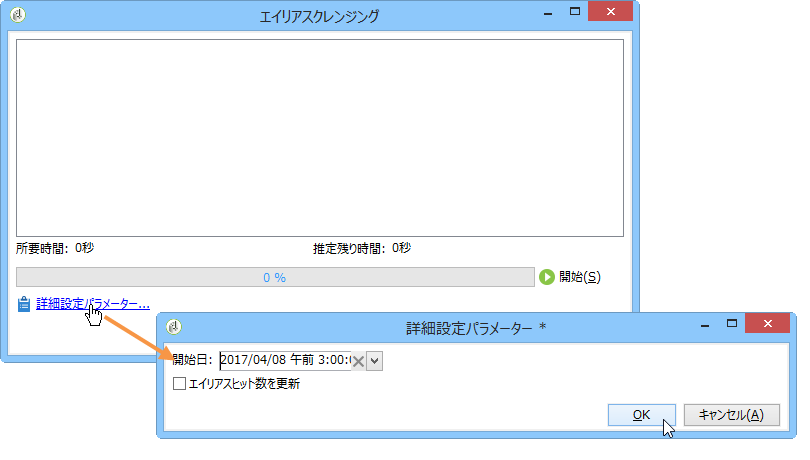 エイリアスクレンジング
所要時間: 0秒 推定残り時間: 0秒
0 %
開始(S)
詳細設定パラメーター...
詳細設定パラメーター *
開始日: 2017/04/08 午前 3:00:
エイリアスヒット数を更新
OK キャンセル(A)